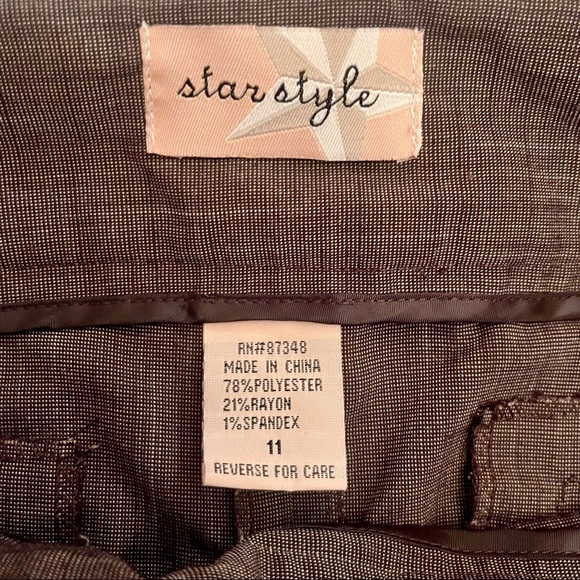 star style
RN#87348
MADE IN CHINA
78%POLYESTER
21%RAYON
1%SPANDEX
11
REVERSE FOR CARE